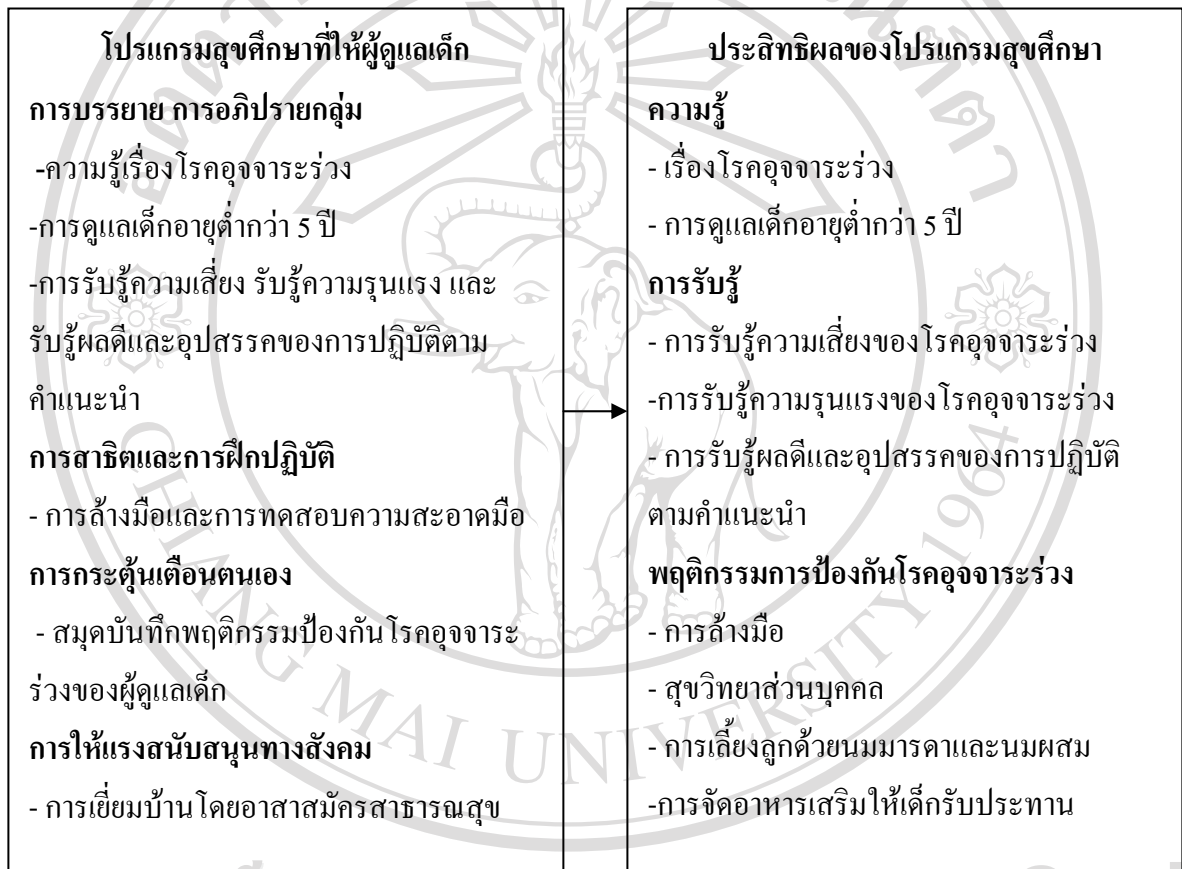 โปรแกรมสุขศึกษาที่ให้ผู้ดูแลเด็ก
การบรรยาย การอภิปรายกลุ่ม
-ความรู้เรื่องโรคอุจจาระร่วง
-การดูแลเด็กอายุต่ำกว่า 5 ปี
-การรับรู้ความเสี่ยง รับรู้ความรุนแรง และ
รับรู้ผลดีและอุปสรรคของการปฏิบัติตาม
คำแนะนำ
การสาธิตและการฝึกปฏิบัติ
- การล้างมือและการทดสอบความสะอาดมือ
การกระตุ้นเตือนตนเอง
- สมุดบันทึกพฤติกรรมป้องกันโรคอุจจาระ
ร่วงของผู้ดูแลเด็ก
การให้แรงสนับสนุนทางสังคม
- การเยี่ยมบ้านโดยอาสาสมัครสาธารณสุข
ประสิทธิผลของโปรแกรมสุขศึกษา
ความรู้
- เรื่องโรคอุจจาระร่วง
- การดูแลเด็กอายุต่ำกว่า 5 ปี
การรับรู้
- การรับรู้ความเสี่ยงของโรคอุจจาระร่วง
-การรับรู้ความรุนแรงของโรคอุจจาระร่วง
- การรับรู้ผลดีและอุปสรรคของการปฏิบัติ
ตามคำแนะนำ
พฤติกรรมการป้องกันโรคอุจจาระร่วง
- การล้างมือ
- สุขวิทยาส่วนบุคคล
- การเลี้ยงลูกด้วยนมมารดาและนมผสม
-การจัดอาหารเสริมให้เด็กรับประทาน
CHIANG MAI UNIVERSITY 1964